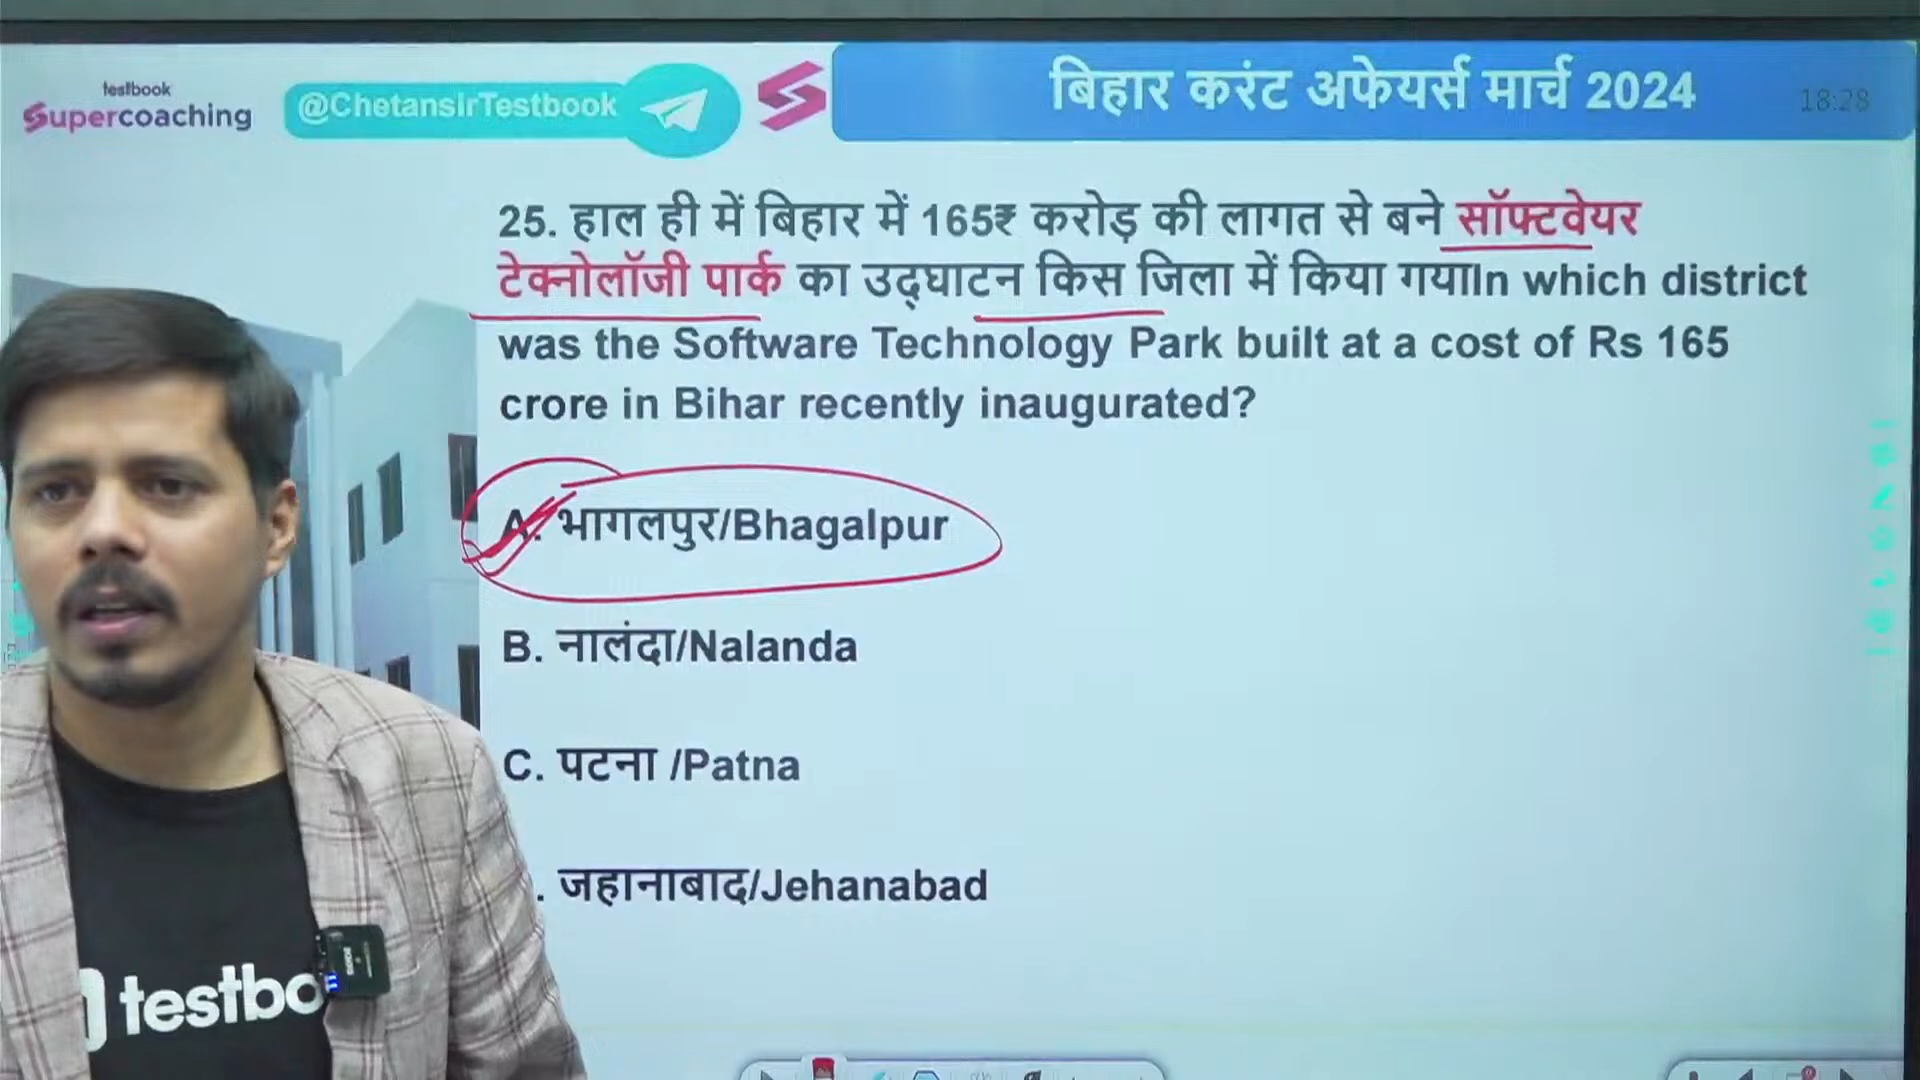 testbook
Supercoaching
@ChetansirTestbook
बिहार करंट अफेयर्स मार्च 2024
18:28
25. हाल ही में बिहार में 165₹ करोड़ की लागत से बने सॉफ्टवेयर
टेक्नोलॉजी पार्क का उद्घाटन किस जिला में किया गया।In which district
was the Software Technology Park built at a cost of Rs 165
crore in Bihar recently inaugurated?
A. भागलपुर/Bhagalpur
B. नालंदा/Nalanda
C. पटना /Patna
. जहानाबाद/Jehanabad
testbo